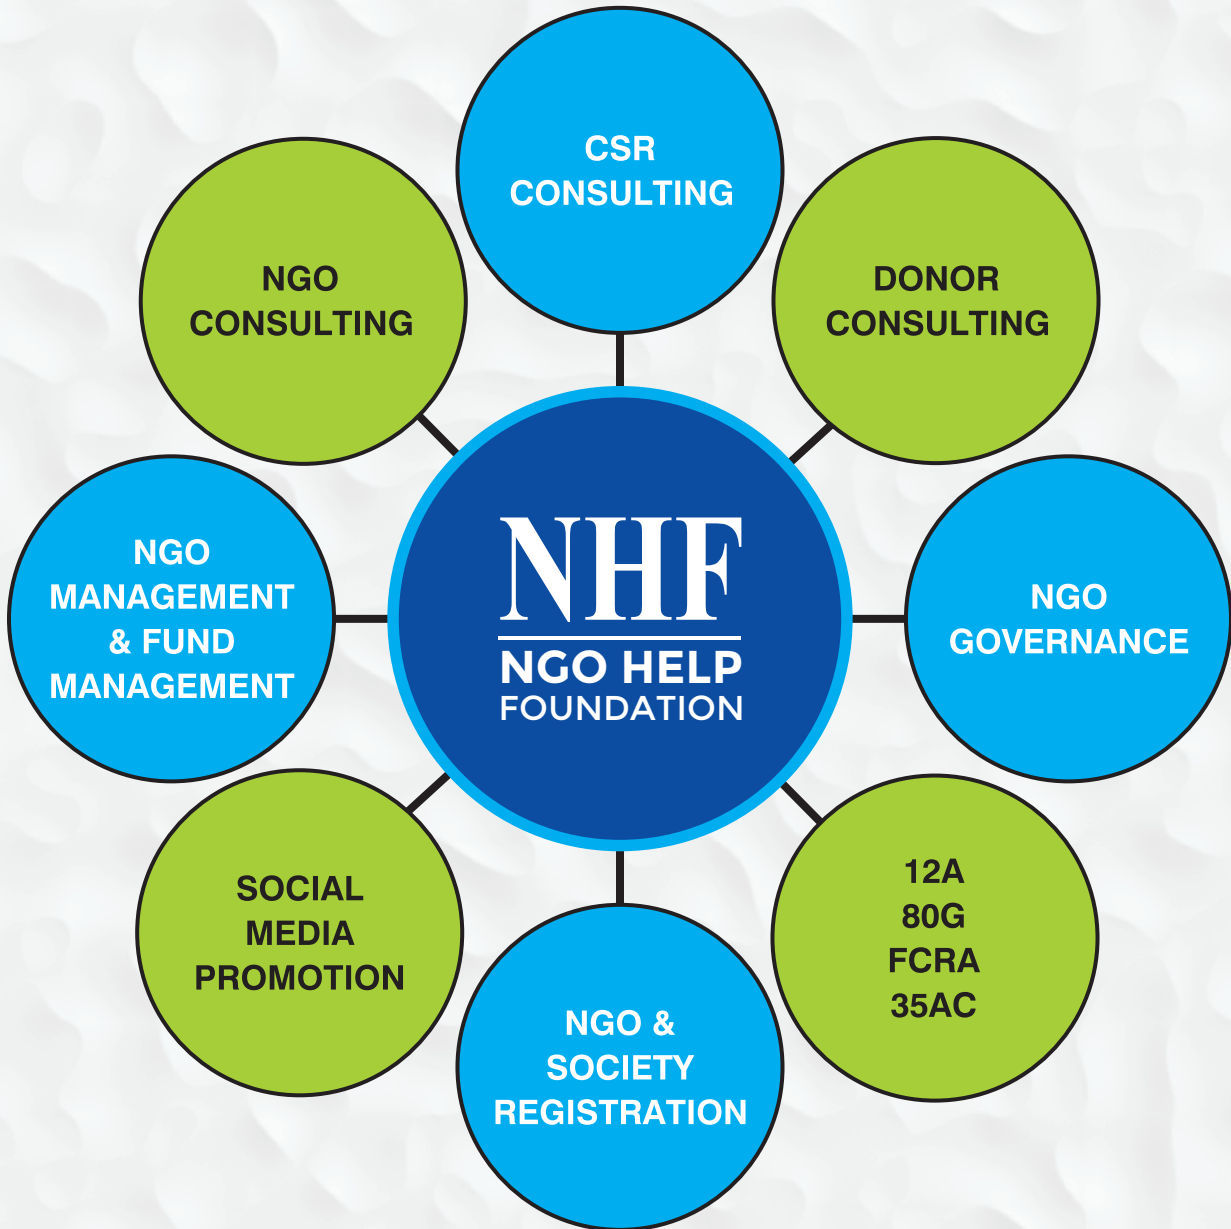 CSR
CONSULTING
NGO
CONSULTING
DONOR
CONSULTING
NGO
MANAGEMENT
& FUND
MANAGEMENT
NHF
NGO HELP
FOUNDATION
NGO
GOVERNANCE
SOCIAL
MEDIA
PROMOTION
12A
80G
FCRA
35AC
NGO &
SOCIETY
REGISTRATION